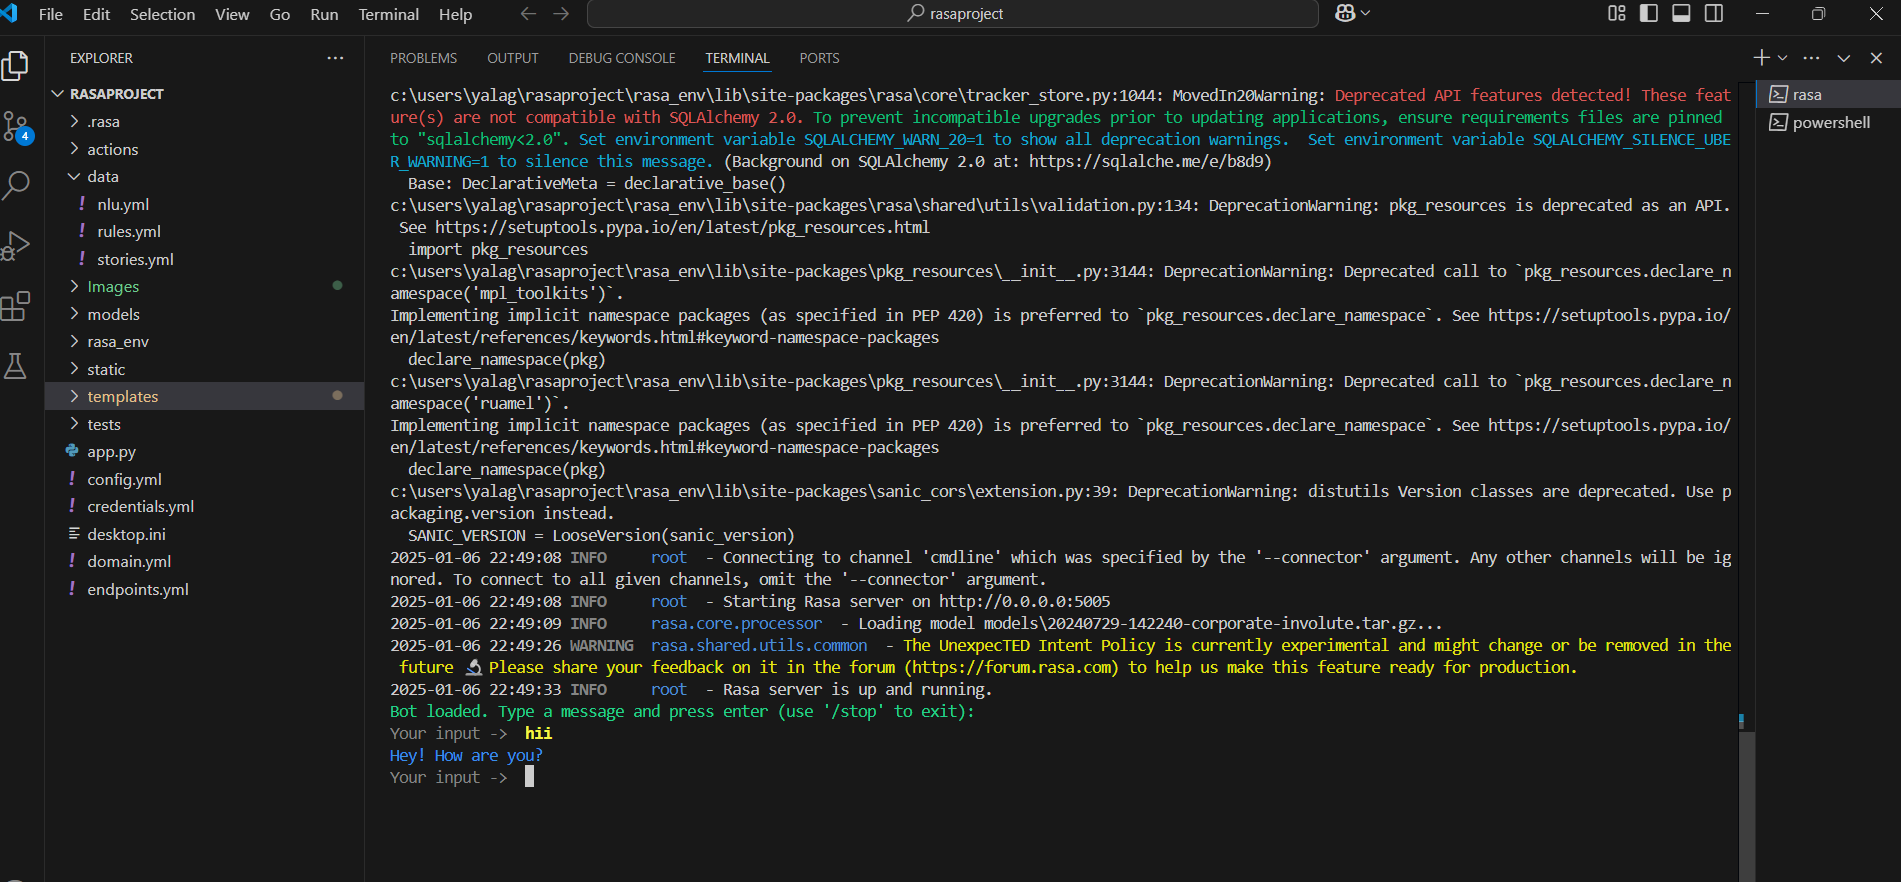 File Edit Selection View Go Run Terminal Help
rasaproject
EXPLORER
RASAPROJECT
.rasa
actions
data
nlu.yml
rules.yml
stories.yml
Images
models
rasa_env
static
templates
tests
app.py
config.yml
credentials.yml
desktop.ini
domain.yml
endpoints.yml
4
PROBLEMS OUTPUT DEBUG CONSOLE TERMINAL PORTS
c:\users\yalag\rasaproject\rasa_env\lib\site-packages\rasa\core\tracker_store.py:1044: MovedIn20Warning: Deprecated API features detected! These feat
ure(s) are not compatible with SQLAlchemy 2.0. To prevent incompatible upgrades prior to updating applications, ensure requirements files are pinned
to "sqlalchemy<2.0". Set environment variable SQLALCHEMY_WARN_20=1 to show all deprecation warnings.  Set environment variable SQLALCHEMY_SILENCE_UBE
R_WARNING=1 to silence this message. (Background on SQLAlchemy 2.0 at: https://sqlalche.me/e/b8d9)
  Base: DeclarativeMeta = declarative_base()
c:\users\yalag\rasaproject\rasa_env\lib\site-packages\rasa\shared\utils\validation.py:134: DeprecationWarning: pkg_resources is deprecated as an API.
 See https://setuptools.pypa.io/en/latest/pkg_resources.html
  import pkg_resources
c:\users\yalag\rasaproject\rasa_env\lib\site-packages\pkg_resources\__init__.py:3144: DeprecationWarning: Deprecated call to `pkg_resources.declare_n
amespace('mpl_toolkits')`.
Implementing implicit namespace packages (as specified in PEP 420) is preferred to `pkg_resources.declare_namespace`. See https://setuptools.pypa.io/
en/latest/references/keywords.html#keyword-namespace-packages
  declare_namespace(pkg)
c:\users\yalag\rasaproject\rasa_env\lib\site-packages\pkg_resources\__init__.py:3144: DeprecationWarning: Deprecated call to `pkg_resources.declare_n
amespace('ruamel')`.
Implementing implicit namespace packages (as specified in PEP 420) is preferred to `pkg_resources.declare_namespace`. See https://setuptools.pypa.io/
en/latest/references/keywords.html#keyword-namespace-packages
  declare_namespace(pkg)
c:\users\yalag\rasaproject\rasa_env\lib\site-packages\sanic_cors\extension.py:39: DeprecationWarning: distutils Version classes are deprecated. Use p
ackaging.version instead.
  SANIC_VERSION = LooseVersion(sanic_version)
2025-01-06 22:49:08 INFO     root  - Connecting to channel 'cmdline' which was specified by the '--connector' argument. Any other channels will be ig
nored. To connect to all given channels, omit the '--connector' argument.
2025-01-06 22:49:08 INFO     root  - Starting Rasa server on http://0.0.0.0:5005
2025-01-06 22:49:09 INFO     rasa.core.processor  - Loading model models\20240729-142240-corporate-involute.tar.gz...
2025-01-06 22:49:26 WARNING  rasa.shared.utils.common  - The UnexpecTED Intent Policy is currently experimental and might change or be removed in the
 future 🔬 Please share your feedback on it in the forum (https://forum.rasa.com) to help us make this feature ready for production.
2025-01-06 22:49:33 INFO     root  - Rasa server is up and running.
Bot loaded. Type a message and press enter (use '/stop' to exit):
Your input ->  hii
Hey! How are you?
Your input ->
rasa
powershell